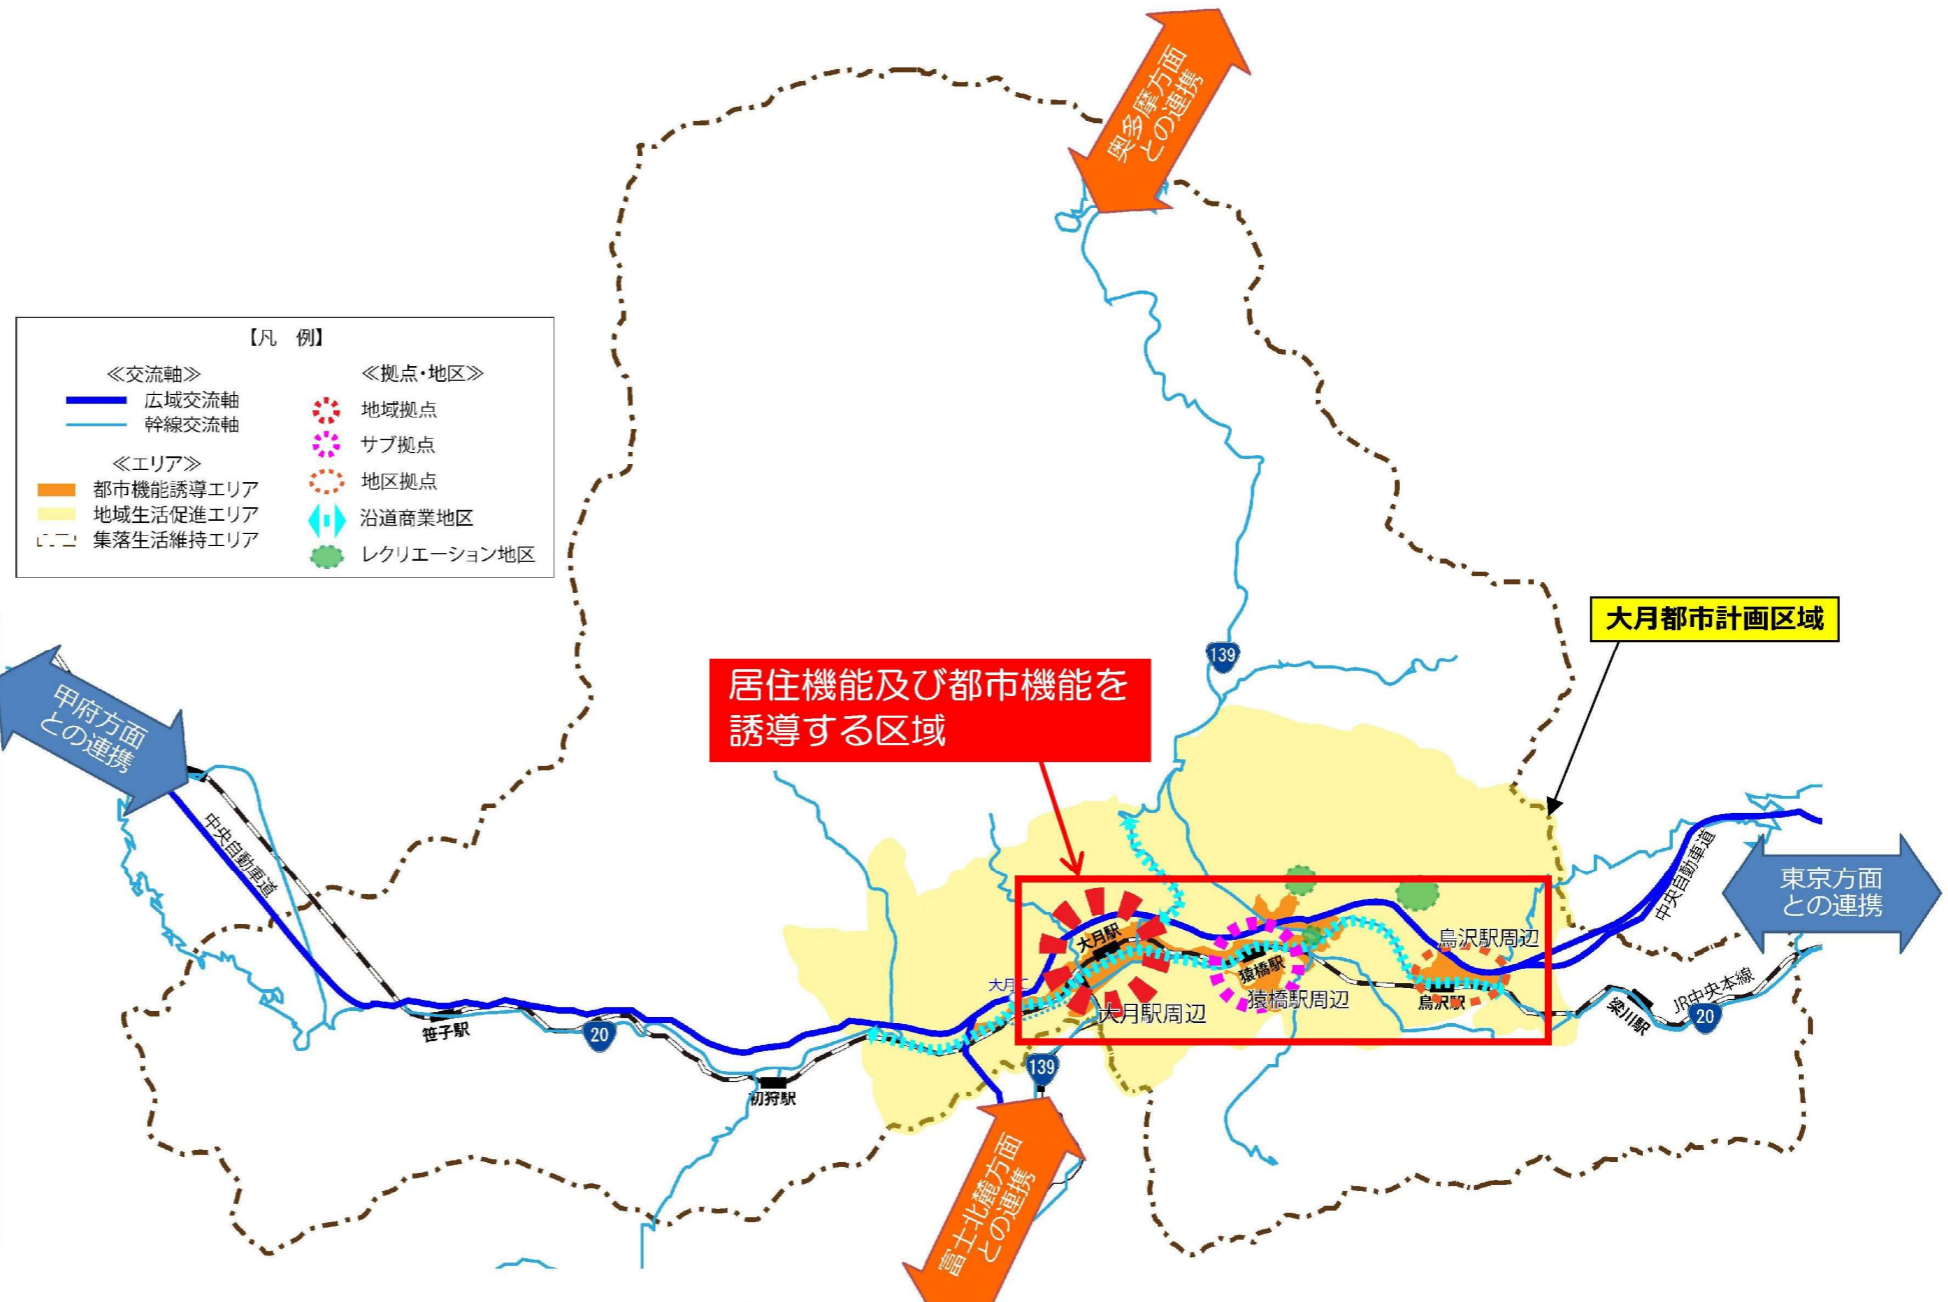 奥多摩方面
との連携
【凡　例】
≪交流軸≫
広域交流軸
幹線交流軸
≪エリア≫
都市機能誘導エリア
地域生活促進エリア
集落生活維持エリア
≪拠点・地区≫
地域拠点
サブ拠点
地区拠点
沿道商業地区
レクリエーション地区
大月都市計画区域
139
居住機能及び都市機能を
誘導する区域
甲府方面
との連携
中央自動車道
中央自動車道
東京方面
との連携
大月駅
猿橋駅
鳥沢駅周辺
鳥沢駅
猿橋駅周辺
大月駅周辺
JR中央本線
梁川駅
20
笹子駅
20
初狩駅
139
富士北麓方面
との連携